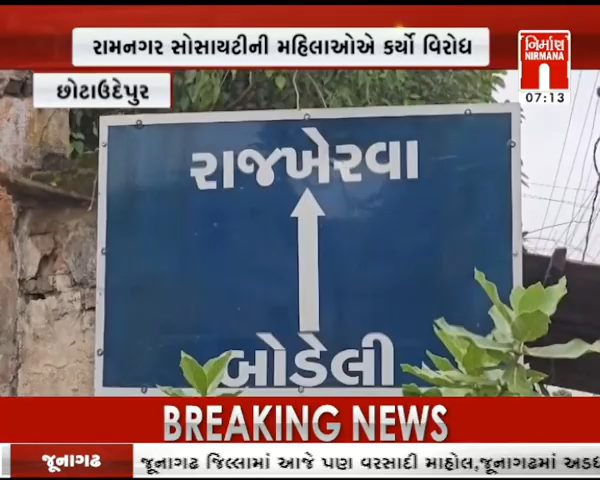 રામનગર સોસાયટીની મહિલાઓએ કર્યો વિરોધ
છોટાઉદેપુર
નિર્માણ
NIRMANA
07:13
રાજખેરવા
બોડેલી
BREAKING NEWS
જૂનાગઢ
જૂનાગઢ જિલ્લામાં આજે પણ વરસાદી માહોલ,જૂનાગઢમાં